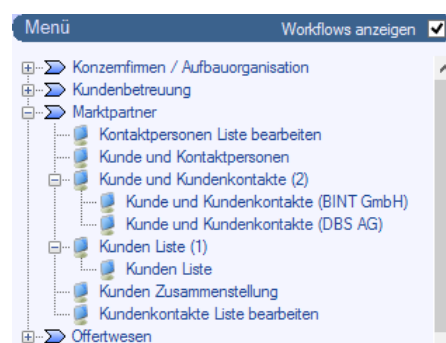 Menü Workflows anzeigen
Konzernfirmen / Aufbauorganisation
Kundenbetreuung
Marktpartner
Kontaktpersonen Liste bearbeiten
Kunde und Kontaktpersonen
Kunde und Kundenkontakte (2)
Kunde und Kundenkontakte (BINT GmbH)
Kunde und Kundenkontakte (DBS AG)
Kunden Liste (1)
Kunden Liste
Kunden Zusammenstellung
Kundenkontakte Liste bearbeiten
Offertwesen